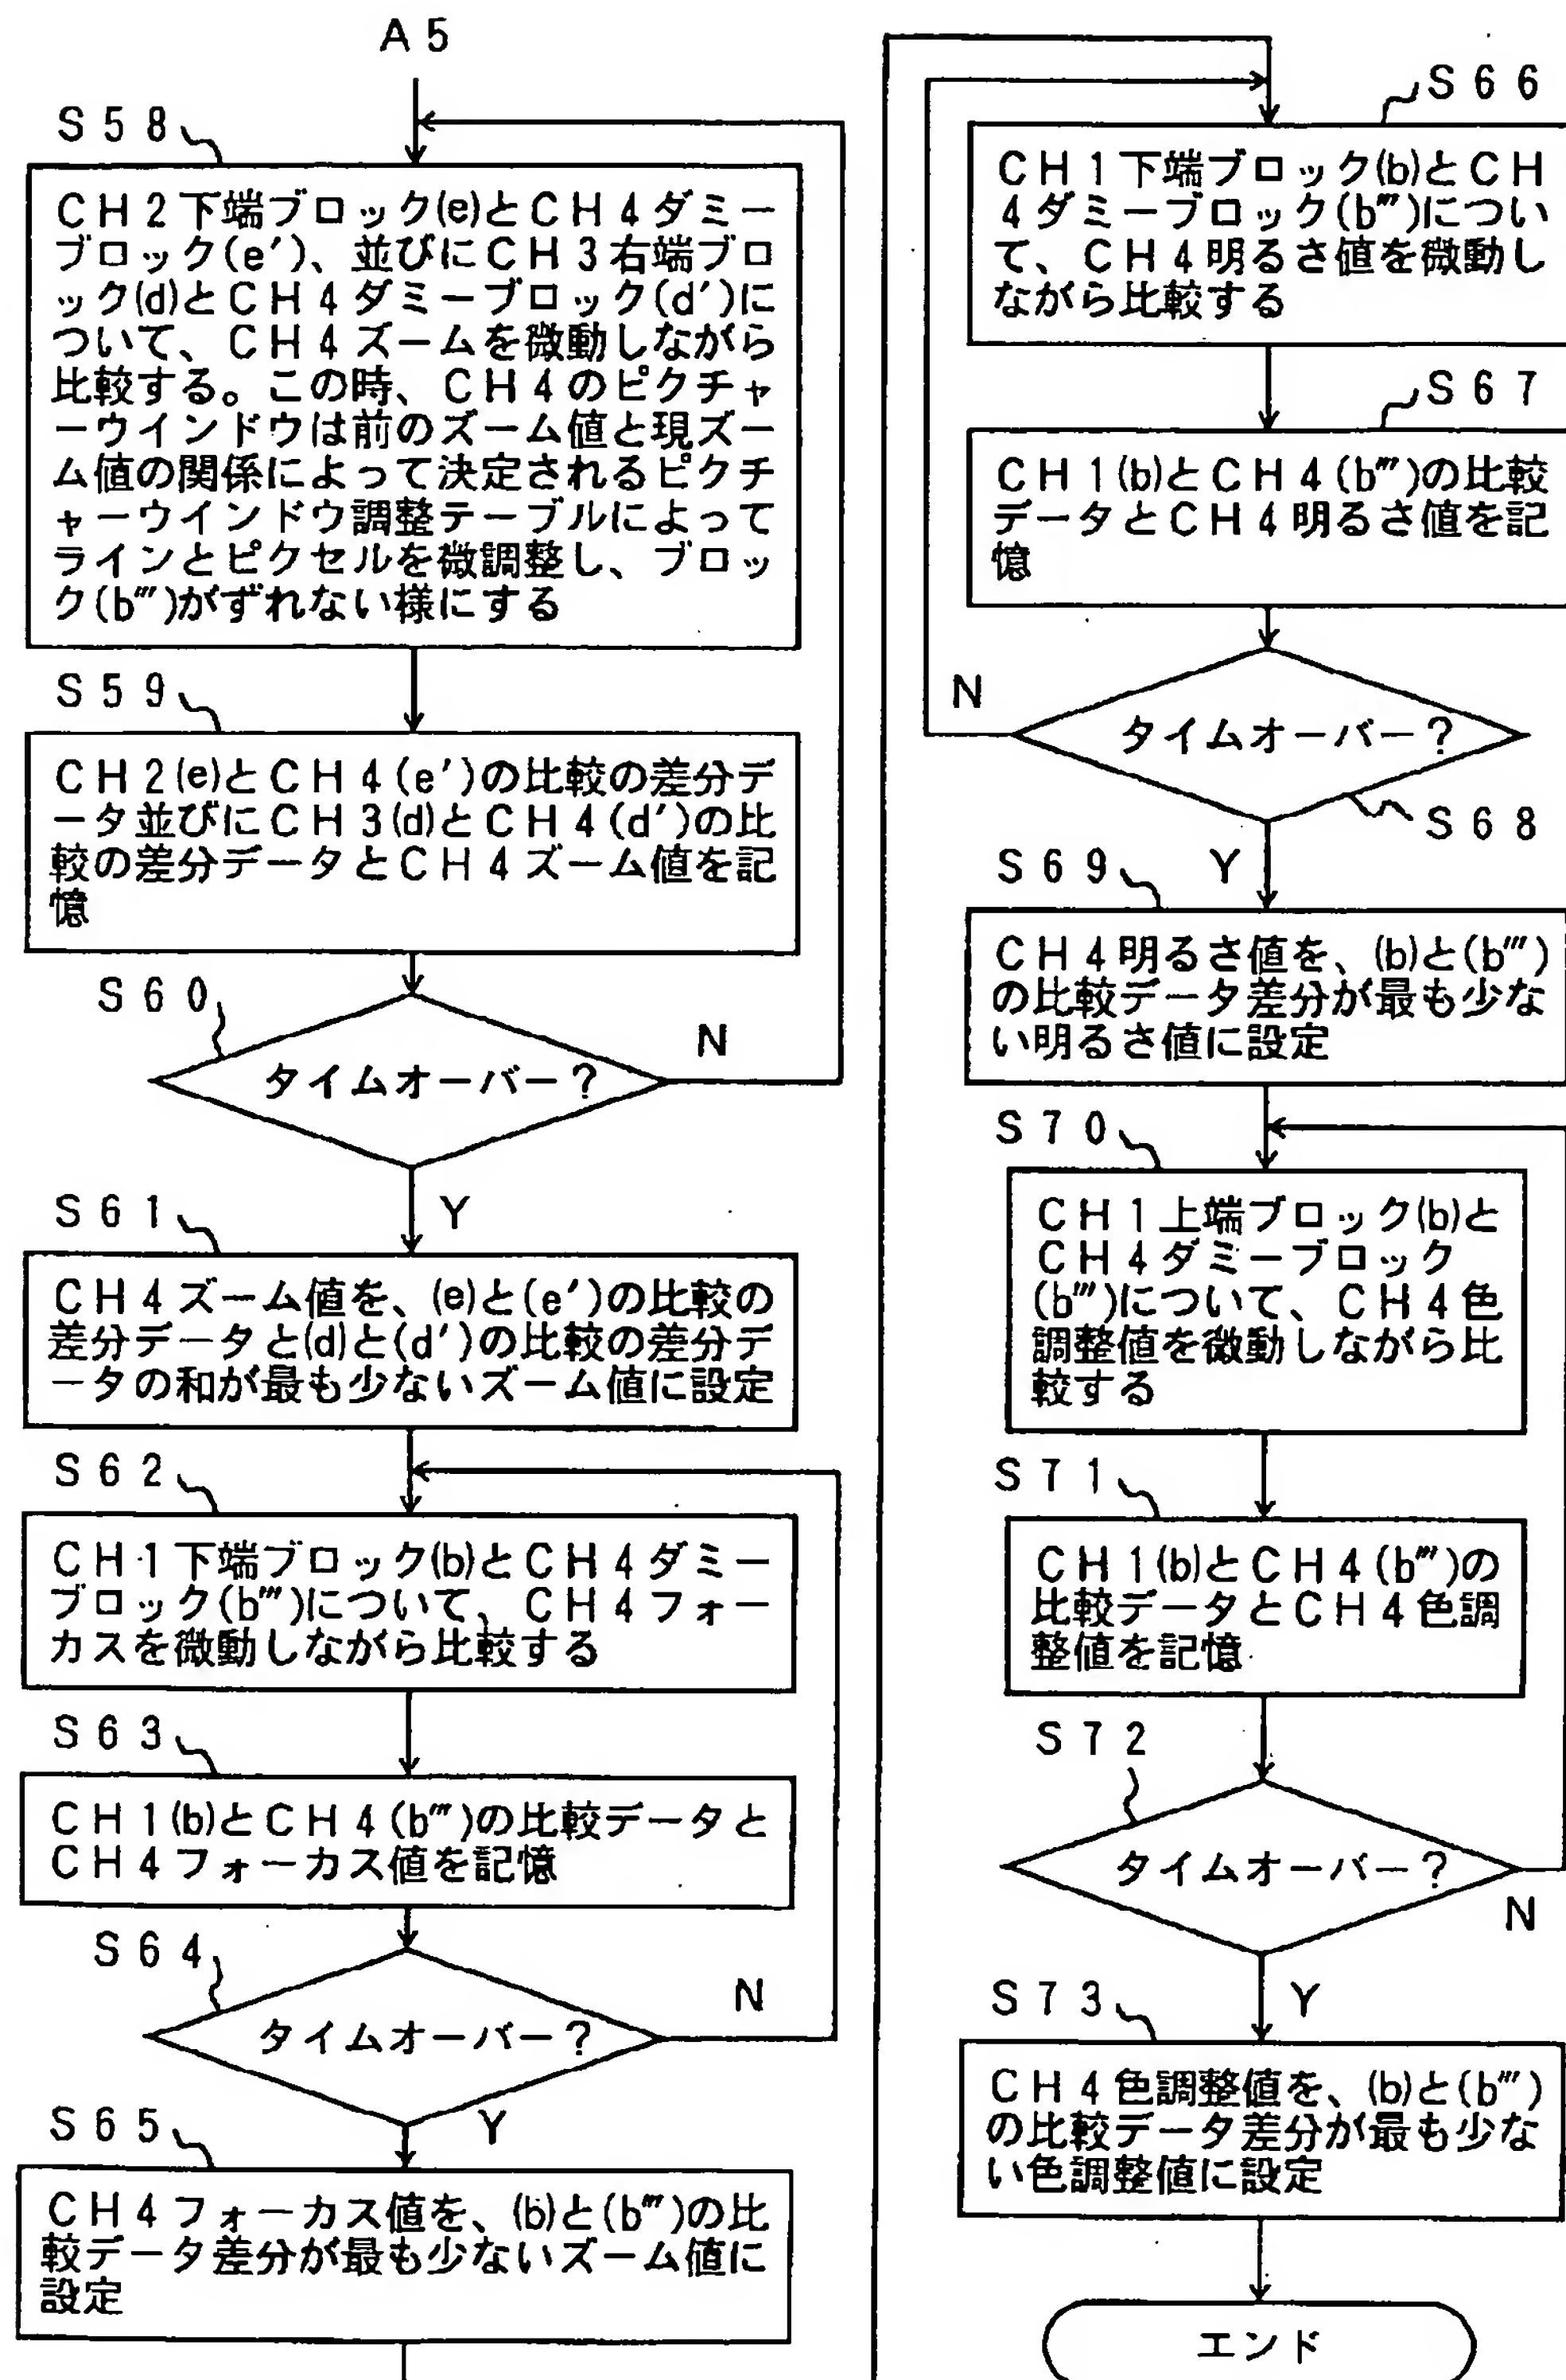 A5
S58
CH2下端ブロック(e)とCH4ダミー
ブロック(e′)、並びにCH3右端ブロ
ック(d)とCH4ダミーブロック(d′)に
ついて、CH4ズームを微動しながら
比較する。この時、CH4のピクチャ
ーウインドウは前のズーム値と現ズー
ム値の関係によって決定されるピクチ
ャーウインドウ調整テーブルによって
ラインとピクセルを微調整し、ブロッ
ク(b‴)がずれない様にする
S59
CH2(e)とCH4(e′)の比較の差分デ
ータ並びにCH3(d)とCH4(d′)の比
較の差分データとCH4ズーム値を記
憶
S60
タイムオーバー?
N
Y
S61
CH4ズーム値を、(e)と(e′)の比較の
差分データと(d)と(d′)の比較の差分デ
ータの和が最も少ないズーム値に設定
S62
CH1下端ブロック(b)とCH4ダミー
ブロック(b‴)について、CH4フォー
カスを微動しながら比較する
S63
CH1(b)とCH4(b‴)の比較データと
CH4フォーカス値を記憶
S64
タイムオーバー?
N
Y
S65
CH4フォーカス値を、(b)と(b‴)の比
較データ差分が最も少ないズーム値に
設定
S66
CH1下端ブロック(b)とCH
4ダミーブロック(b‴)につい
て、CH4明るさ値を微動し
ながら比較する
S67
CH1(b)とCH4(b‴)の比較
データとCH4明るさ値を記
憶
タイムオーバー?
N
S68
Y
S69
CH4明るさ値を、(b)と(b‴)
の比較データ差分が最も少な
い明るさ値に設定
S70
CH1上端ブロック(b)と
CH4ダミーブロック
(b‴)について、CH4色
調整値を微動しながら比
較する
S71
CH1(b)とCH4(b‴)の
比較データとCH4色調
整値を記憶
S72
タイムオーバー?
N
Y
S73
CH4色調整値を、(b)と(b‴)
の比較データ差分が最も少な
い色調整値に設定
エンド